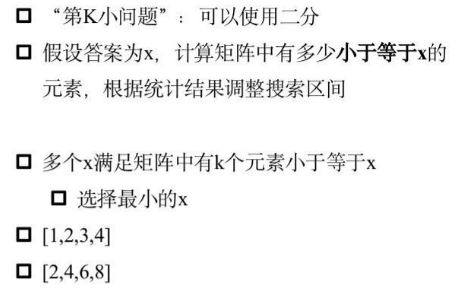 “第K小问题”：可以使用二分
假设答案为x，计算矩阵中有多少小于等于x的
元素，根据统计结果调整搜索区间
多个x满足矩阵中有k个元素小于等于x
选择最小的x
[1,2,3,4]
[2,4,6,8]